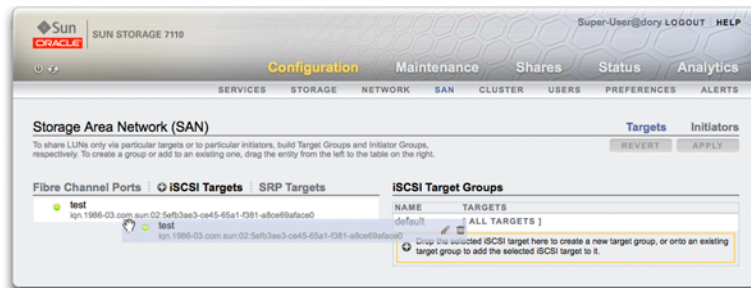 Sun
ORACLE
SUN STORAGE 7110
Super-User@dory LOGOUT HELP
Configuration Maintenance Shares Status Analytics
SERVICES STORAGE NETWORK SAN CLUSTER USERS PREFERENCES ALERTS
Storage Area Network (SAN)
Targets Initiators
To share LUNs only via particular targets or to particular initiators, build Target Groups and Initiator Groups,
respectively. To create a group or add to an existing one, drag the entity from the left to the table on the right.
REVERT APPLY
Fibre Channel Ports iSCSI Targets SRP Targets
test
iqn.1986-03.com.sun:02:5efb3ae3-ce45-65a1-f381-a8ce69aface0
test
iqn.1986-03.com.sun:02:5efb3ae3-ce45-65a1-f381-a8ce69aface0
iSCSI Target Groups
NAME TARGETS
default [ ALL TARGETS ]
Drop the selected iSCSI target here to create a new target group, or onto an existing
target group to add the selected iSCSI target to it.